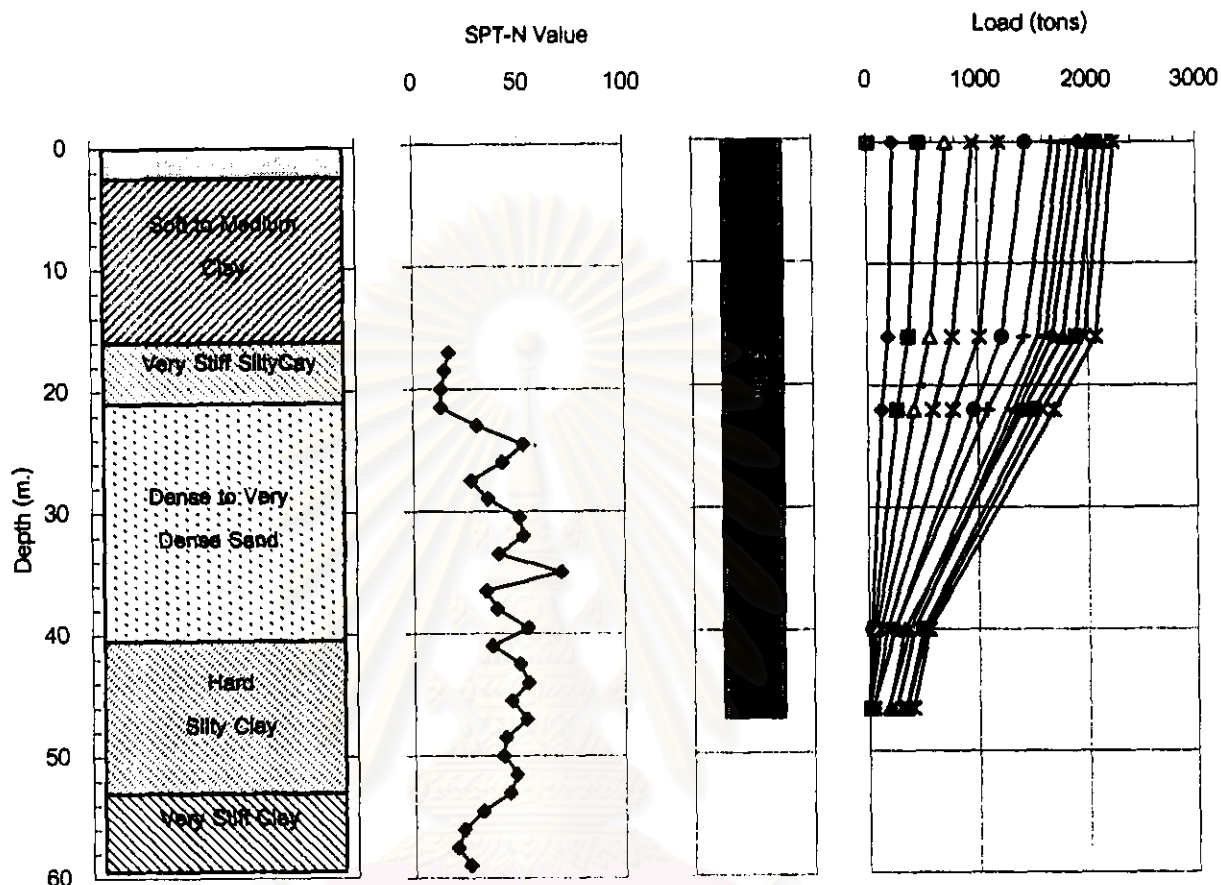 SPT-N Value
Load (tons)
0 50 100
0 1000 2000 3000
0
10
20
30
40
50
60
Depth (m.)
Soft to Medium
Clay
Very Stiff SiltyCay
Dense to Very
Dense Sand
Hard
Silty Clay
Very Stiff Clay